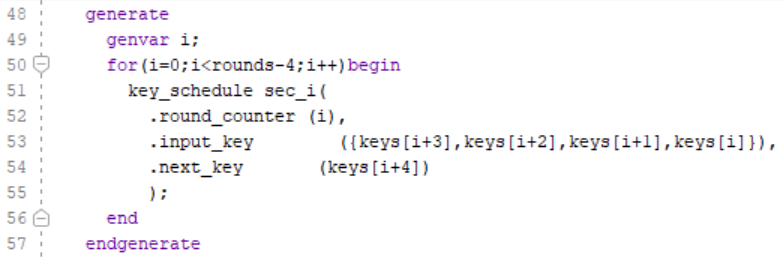 48 generate
49 genvar i;
50 for(i=0;i<rounds-4;i++)begin
51 key_schedule sec_i(
52 .round_counter (i),
53 .input_key ({keys[i+3],keys[i+2],keys[i+1],keys[i]}),
54 .next_key (keys[i+4])
55 );
56 end
57 endgenerate